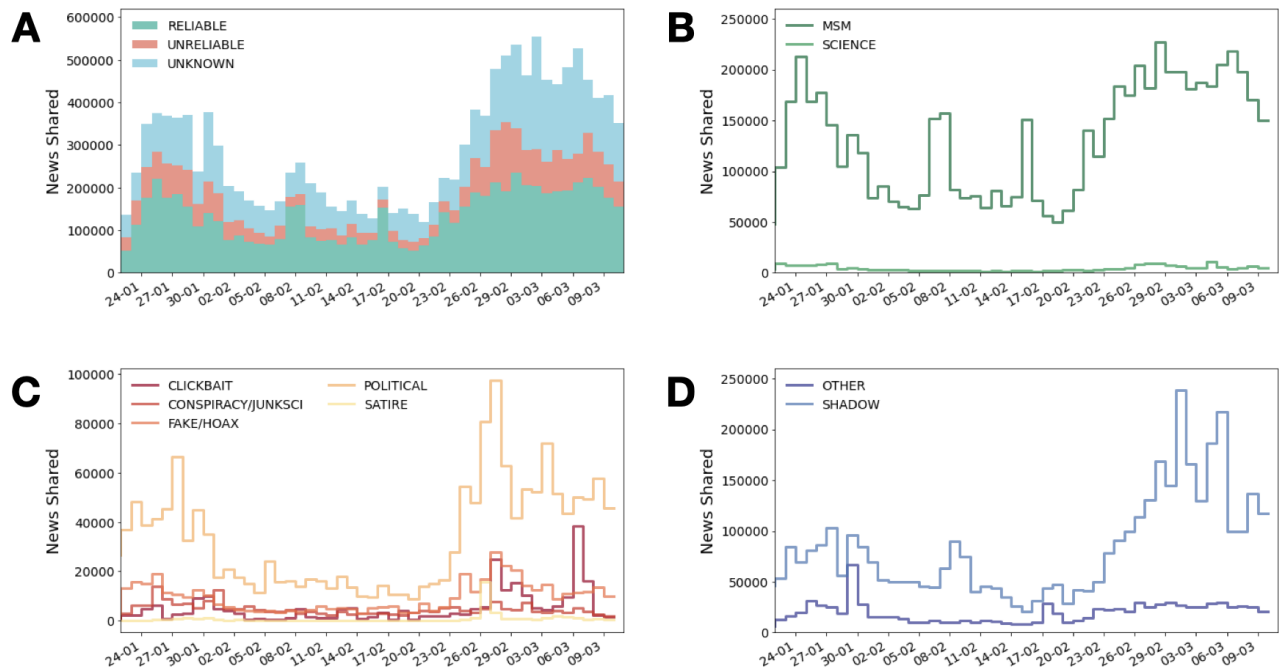 A
600000
500000
400000
300000
200000
100000
0
News Shared
RELIABLE
UNRELIABLE
UNKNOWN
24-01 27-01 30-01 02-02 05-02 08-02 11-02 14-02 17-02 20-02 23-02 26-02 29-02 03-03 06-03 09-03
B
250000
200000
150000
100000
50000
0
News Shared
MSM
SCIENCE
24-01 27-01 30-01 02-02 05-02 08-02 11-02 14-02 17-02 20-02 23-02 26-02 29-02 03-03 06-03 09-03
C
100000
80000
60000
40000
20000
0
News Shared
CLICKBAIT
CONSPIRACY/JUNKSCI
FAKE/HOAX
POLITICAL
SATIRE
24-01 27-01 30-01 02-02 05-02 08-02 11-02 14-02 17-02 20-02 23-02 26-02 29-02 03-03 06-03 09-03
D
250000
200000
150000
100000
50000
0
News Shared
OTHER
SHADOW
24-01 27-01 30-01 02-02 05-02 08-02 11-02 14-02 17-02 20-02 23-02 26-02 29-02 03-03 06-03 09-03